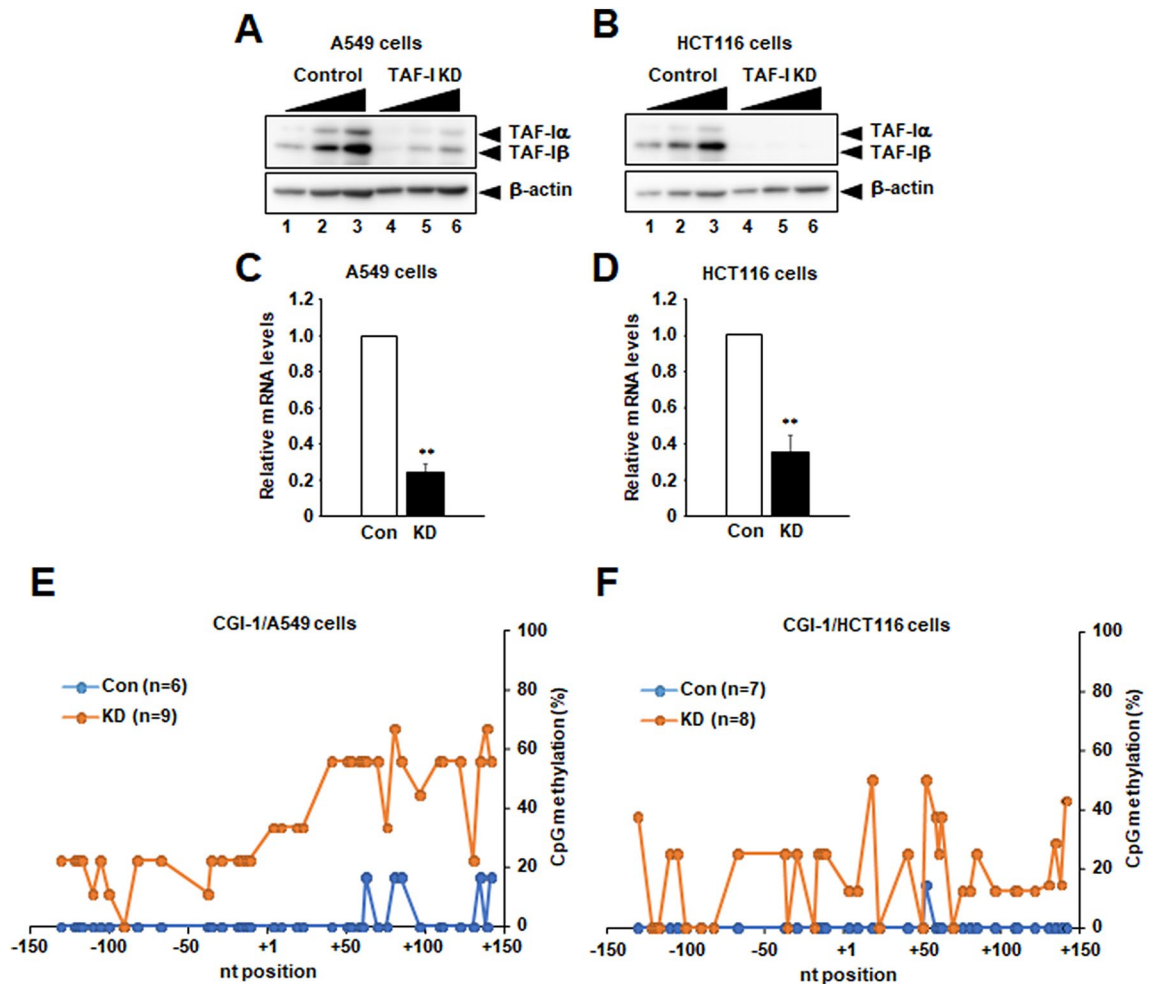 A
A549 cells
Control TAF-I KD
TAF-Iα
TAF-Iβ
β-actin
1 2 3 4 5 6
B
HCT116 cells
Control TAF-I KD
TAF-Iα
TAF-Iβ
β-actin
1 2 3 4 5 6
C
A549 cells
Relative mRNA levels
1.2
1.0
0.8
0.6
0.4
0.2
0
**
Con KD
D
HCT116 cells
Relative mRNA levels
1.2
1.0
0.8
0.6
0.4
0.2
0
**
Con KD
E
CGI-1/A549 cells
Con (n=6)
KD (n=9)
100
80
60
40
20
0
CpG methylation (%)
-150 -100 -50 +1 +50 +100 +150
nt position
F
CGI-1/HCT116 cells
Con (n=7)
KD (n=8)
100
80
60
40
20
0
CpG methylation (%)
-150 -100 -50 +1 +50 +100 +150
nt position